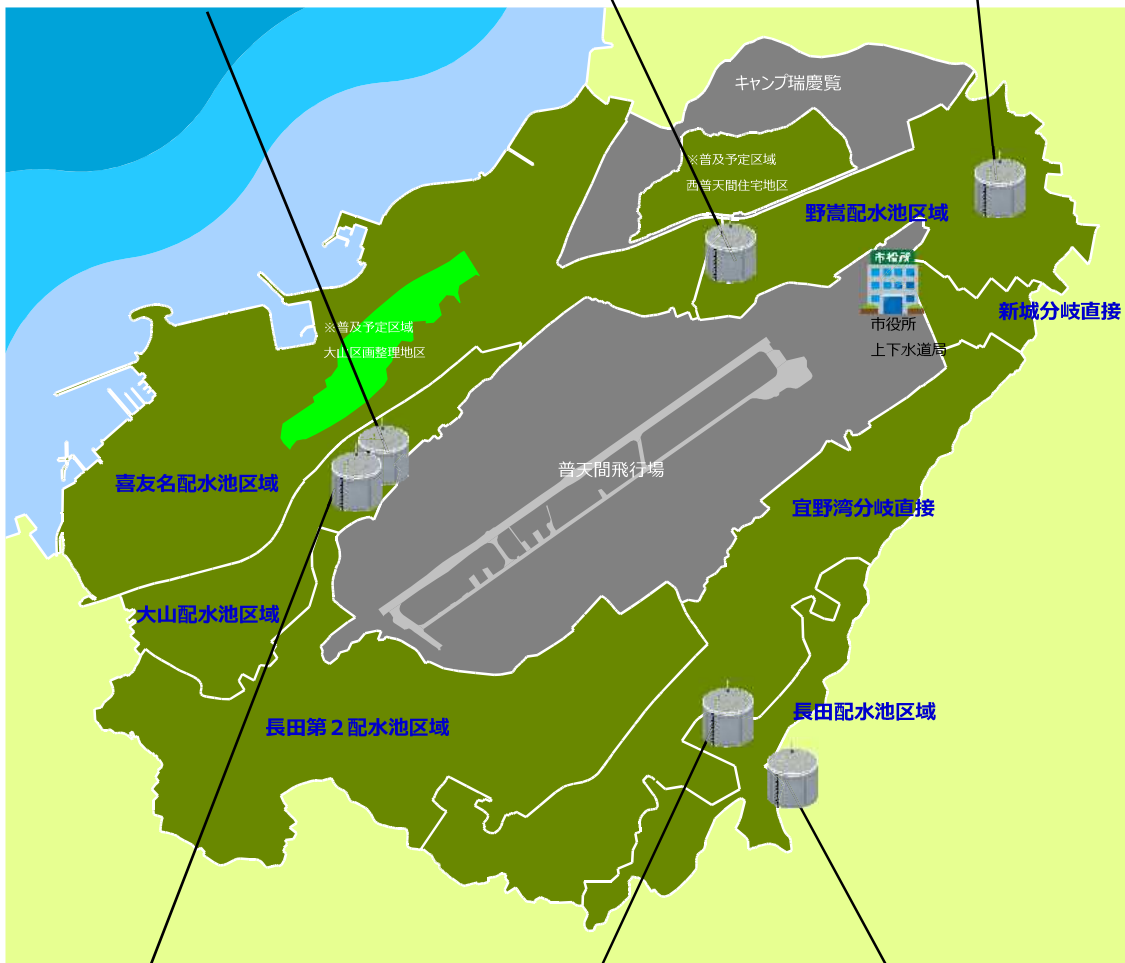 キャンプ瑞慶覧
※普及予定区域
西普天間住宅地区
野嵩配水池区域
市役所
市役所
上下水道局
新城分岐直接
※普及予定区域
大山区画整理地区
普天間飛行場
喜友名配水池区域
宜野湾分岐直接
大山配水池区域
長田第２配水池区域
長田配水池区域